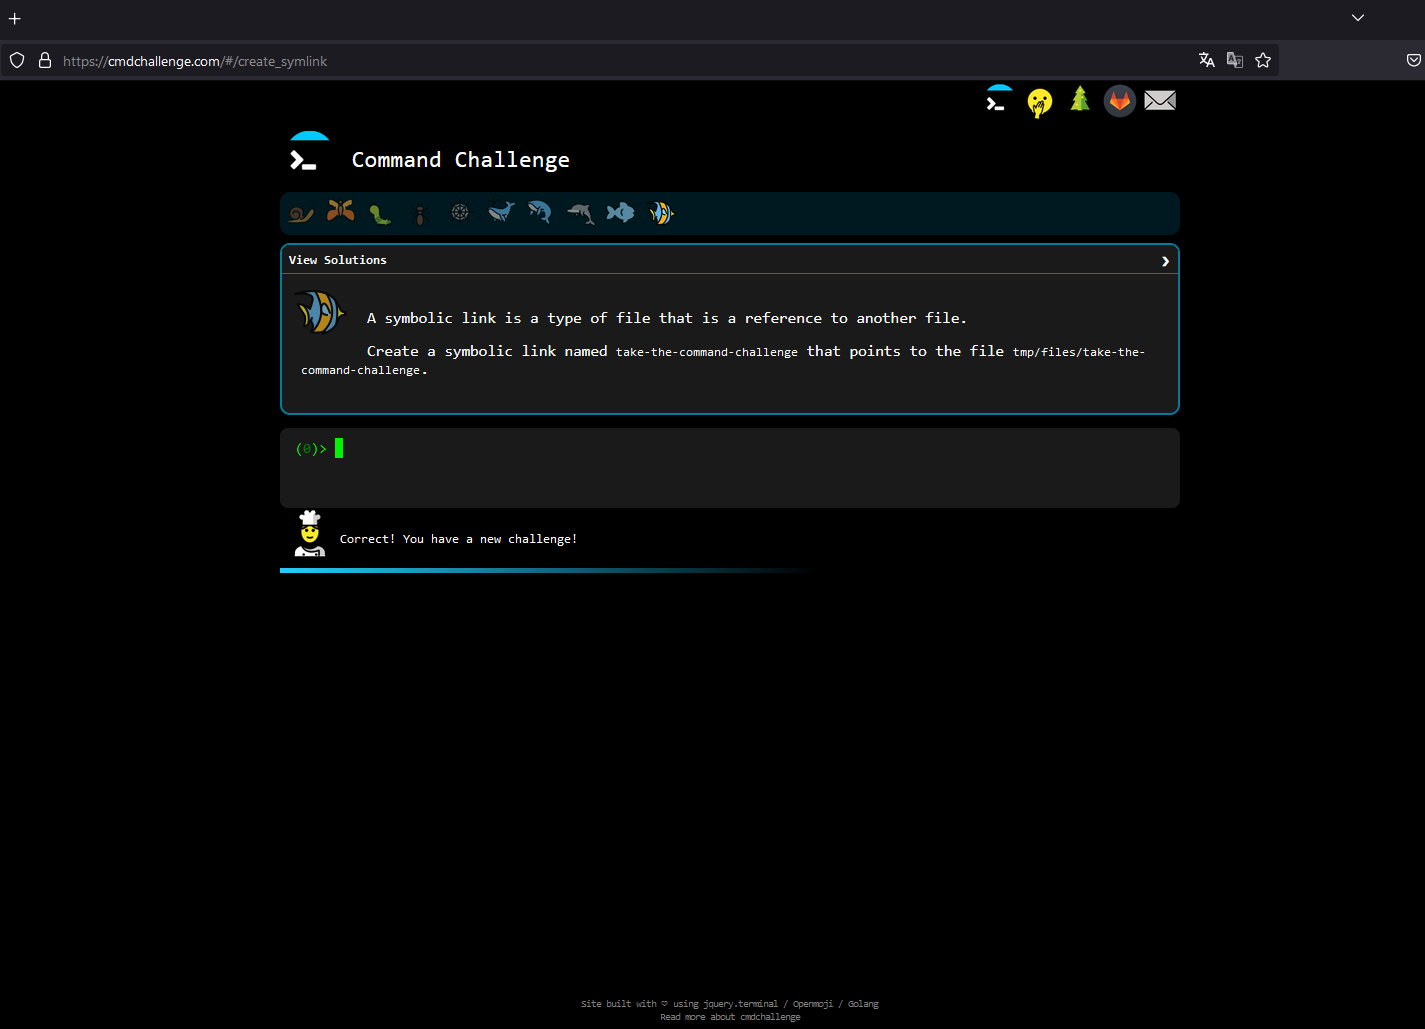 https://cmdchallenge.com/#/create_symlink
Command Challenge
View Solutions
A symbolic link is a type of file that is a reference to another file.
Create a symbolic link named take-the-command-challenge that points to the file tmp/files/take-the-
command-challenge.
(0)>
Correct! You have a new challenge!
Site built with ♡ using jquery.terminal / Openmoji / Golang
Read more about cmdchallenge